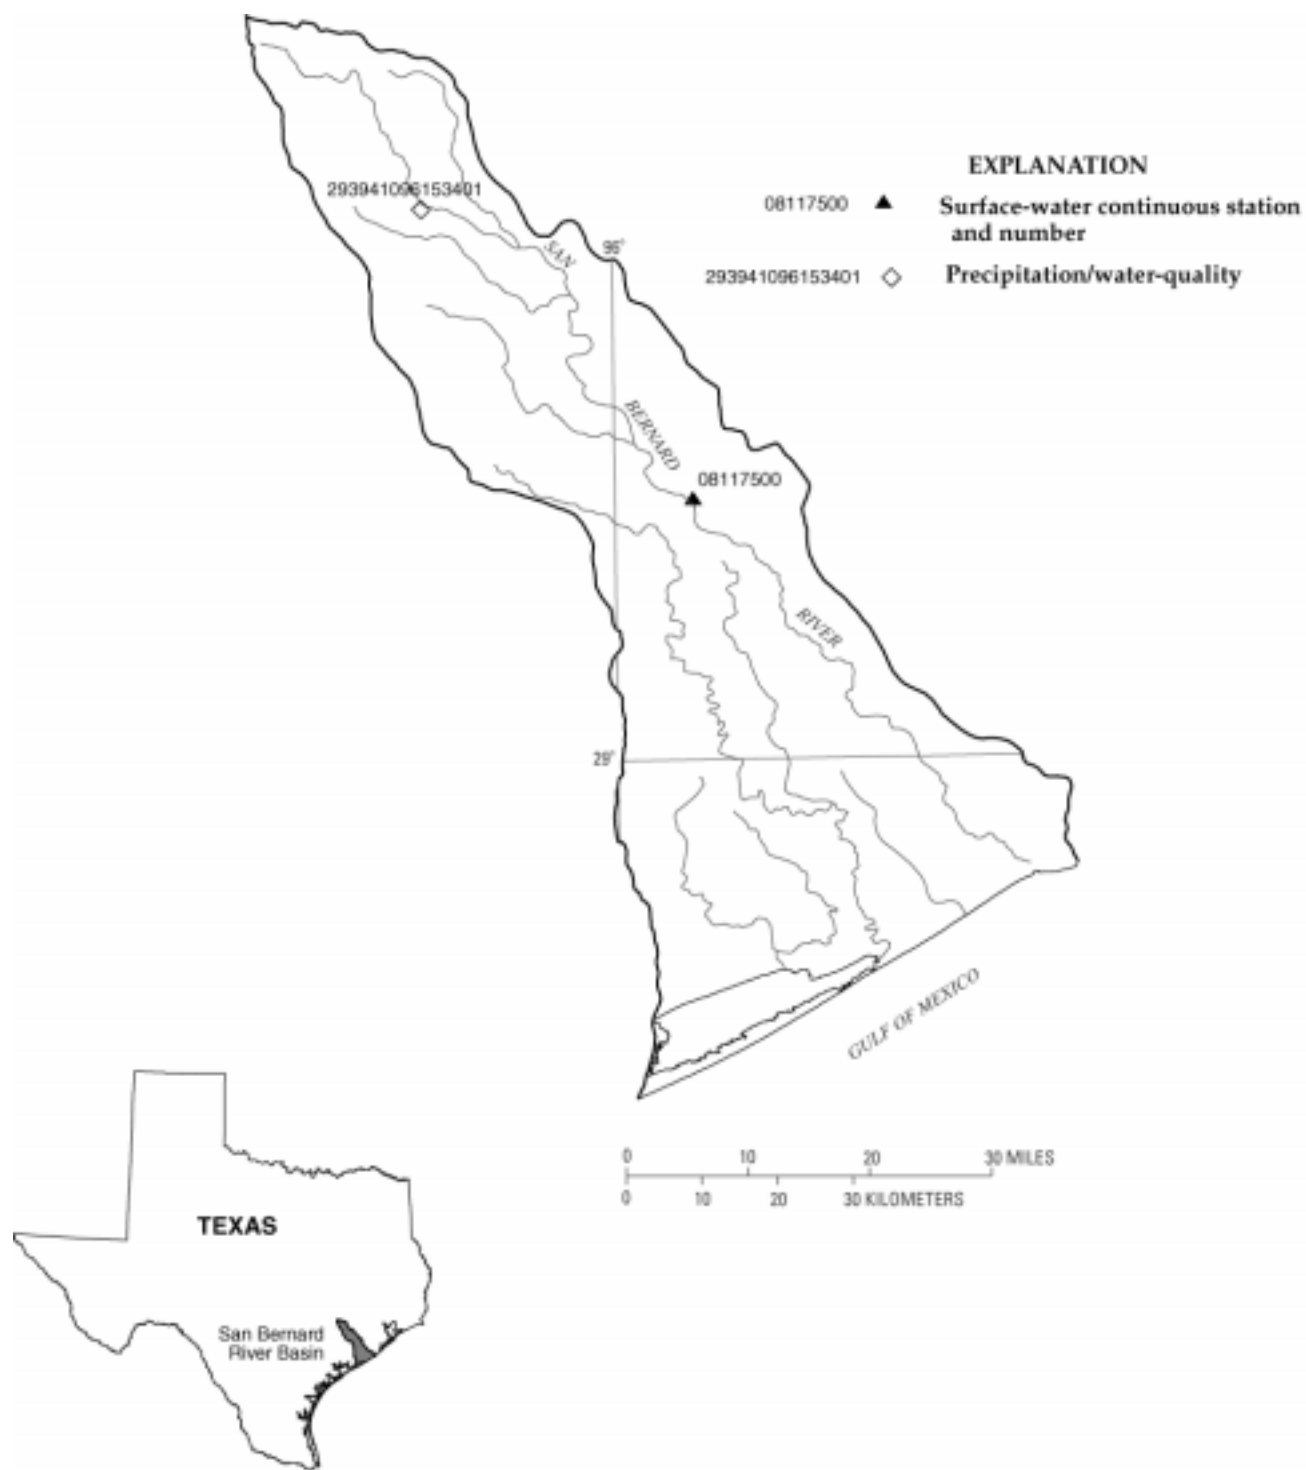 EXPLANATION
08117500 Surface-water continuous station
and number
293941096153401 Precipitation/water-quality
293941096153401
SAN
96°
BERNARD
08117500
RIVER
29°
GULF OF MEXICO
0 10 20 30 MILES
0 10 20 30 KILOMETERS
TEXAS
San Bernard
River Basin